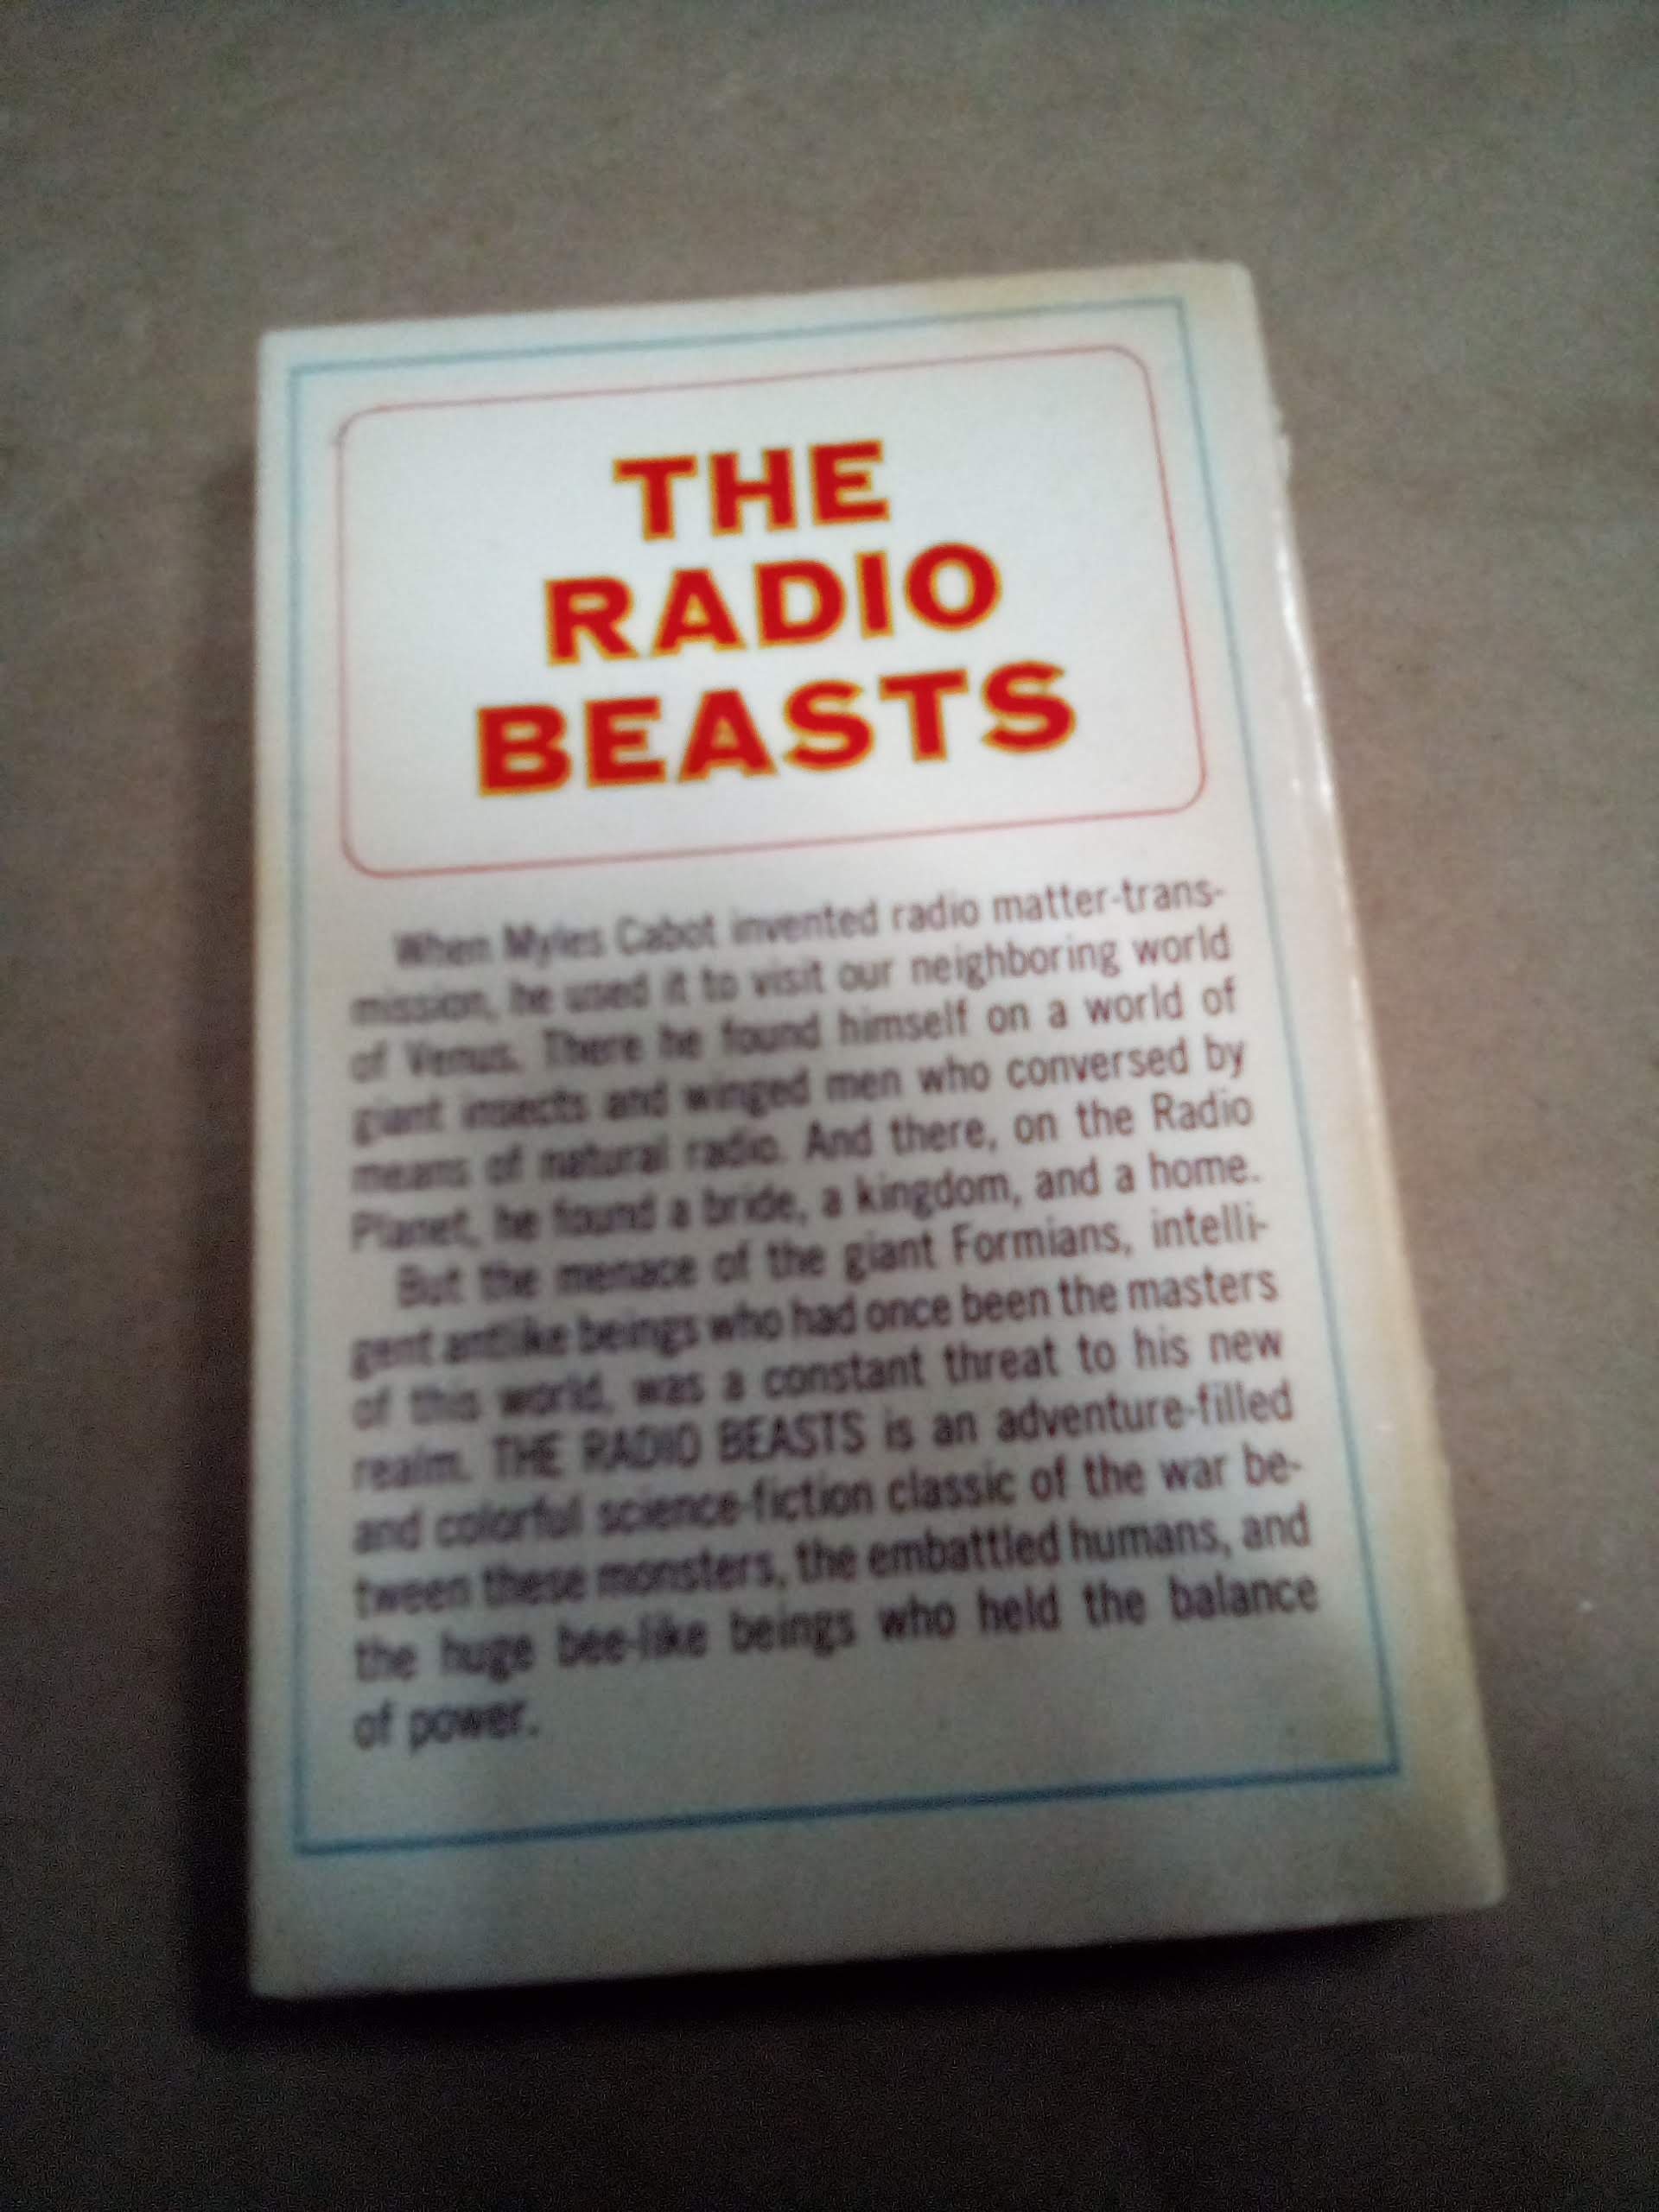 THE
RADIO
BEASTS
When Myles Cabot invented radio matter-trans-
mission, he used it to visit our neighboring world
of Venus. There he found himself on a world of
giant insects and winged men who conversed by
means of natural radio. And there, on the Radio
Planet, he found a bride, a kingdom, and a home.
But the menace of the giant Formians, intelli-
gent antlike beings who had once been the masters
of this world, was a constant threat to his new
realm. THE RADIO BEASTS is an adventure-filled
and colorful science-fiction classic of the war be-
tween these monsters, the embattled humans, and
the huge bee-like beings who held the balance
of power.